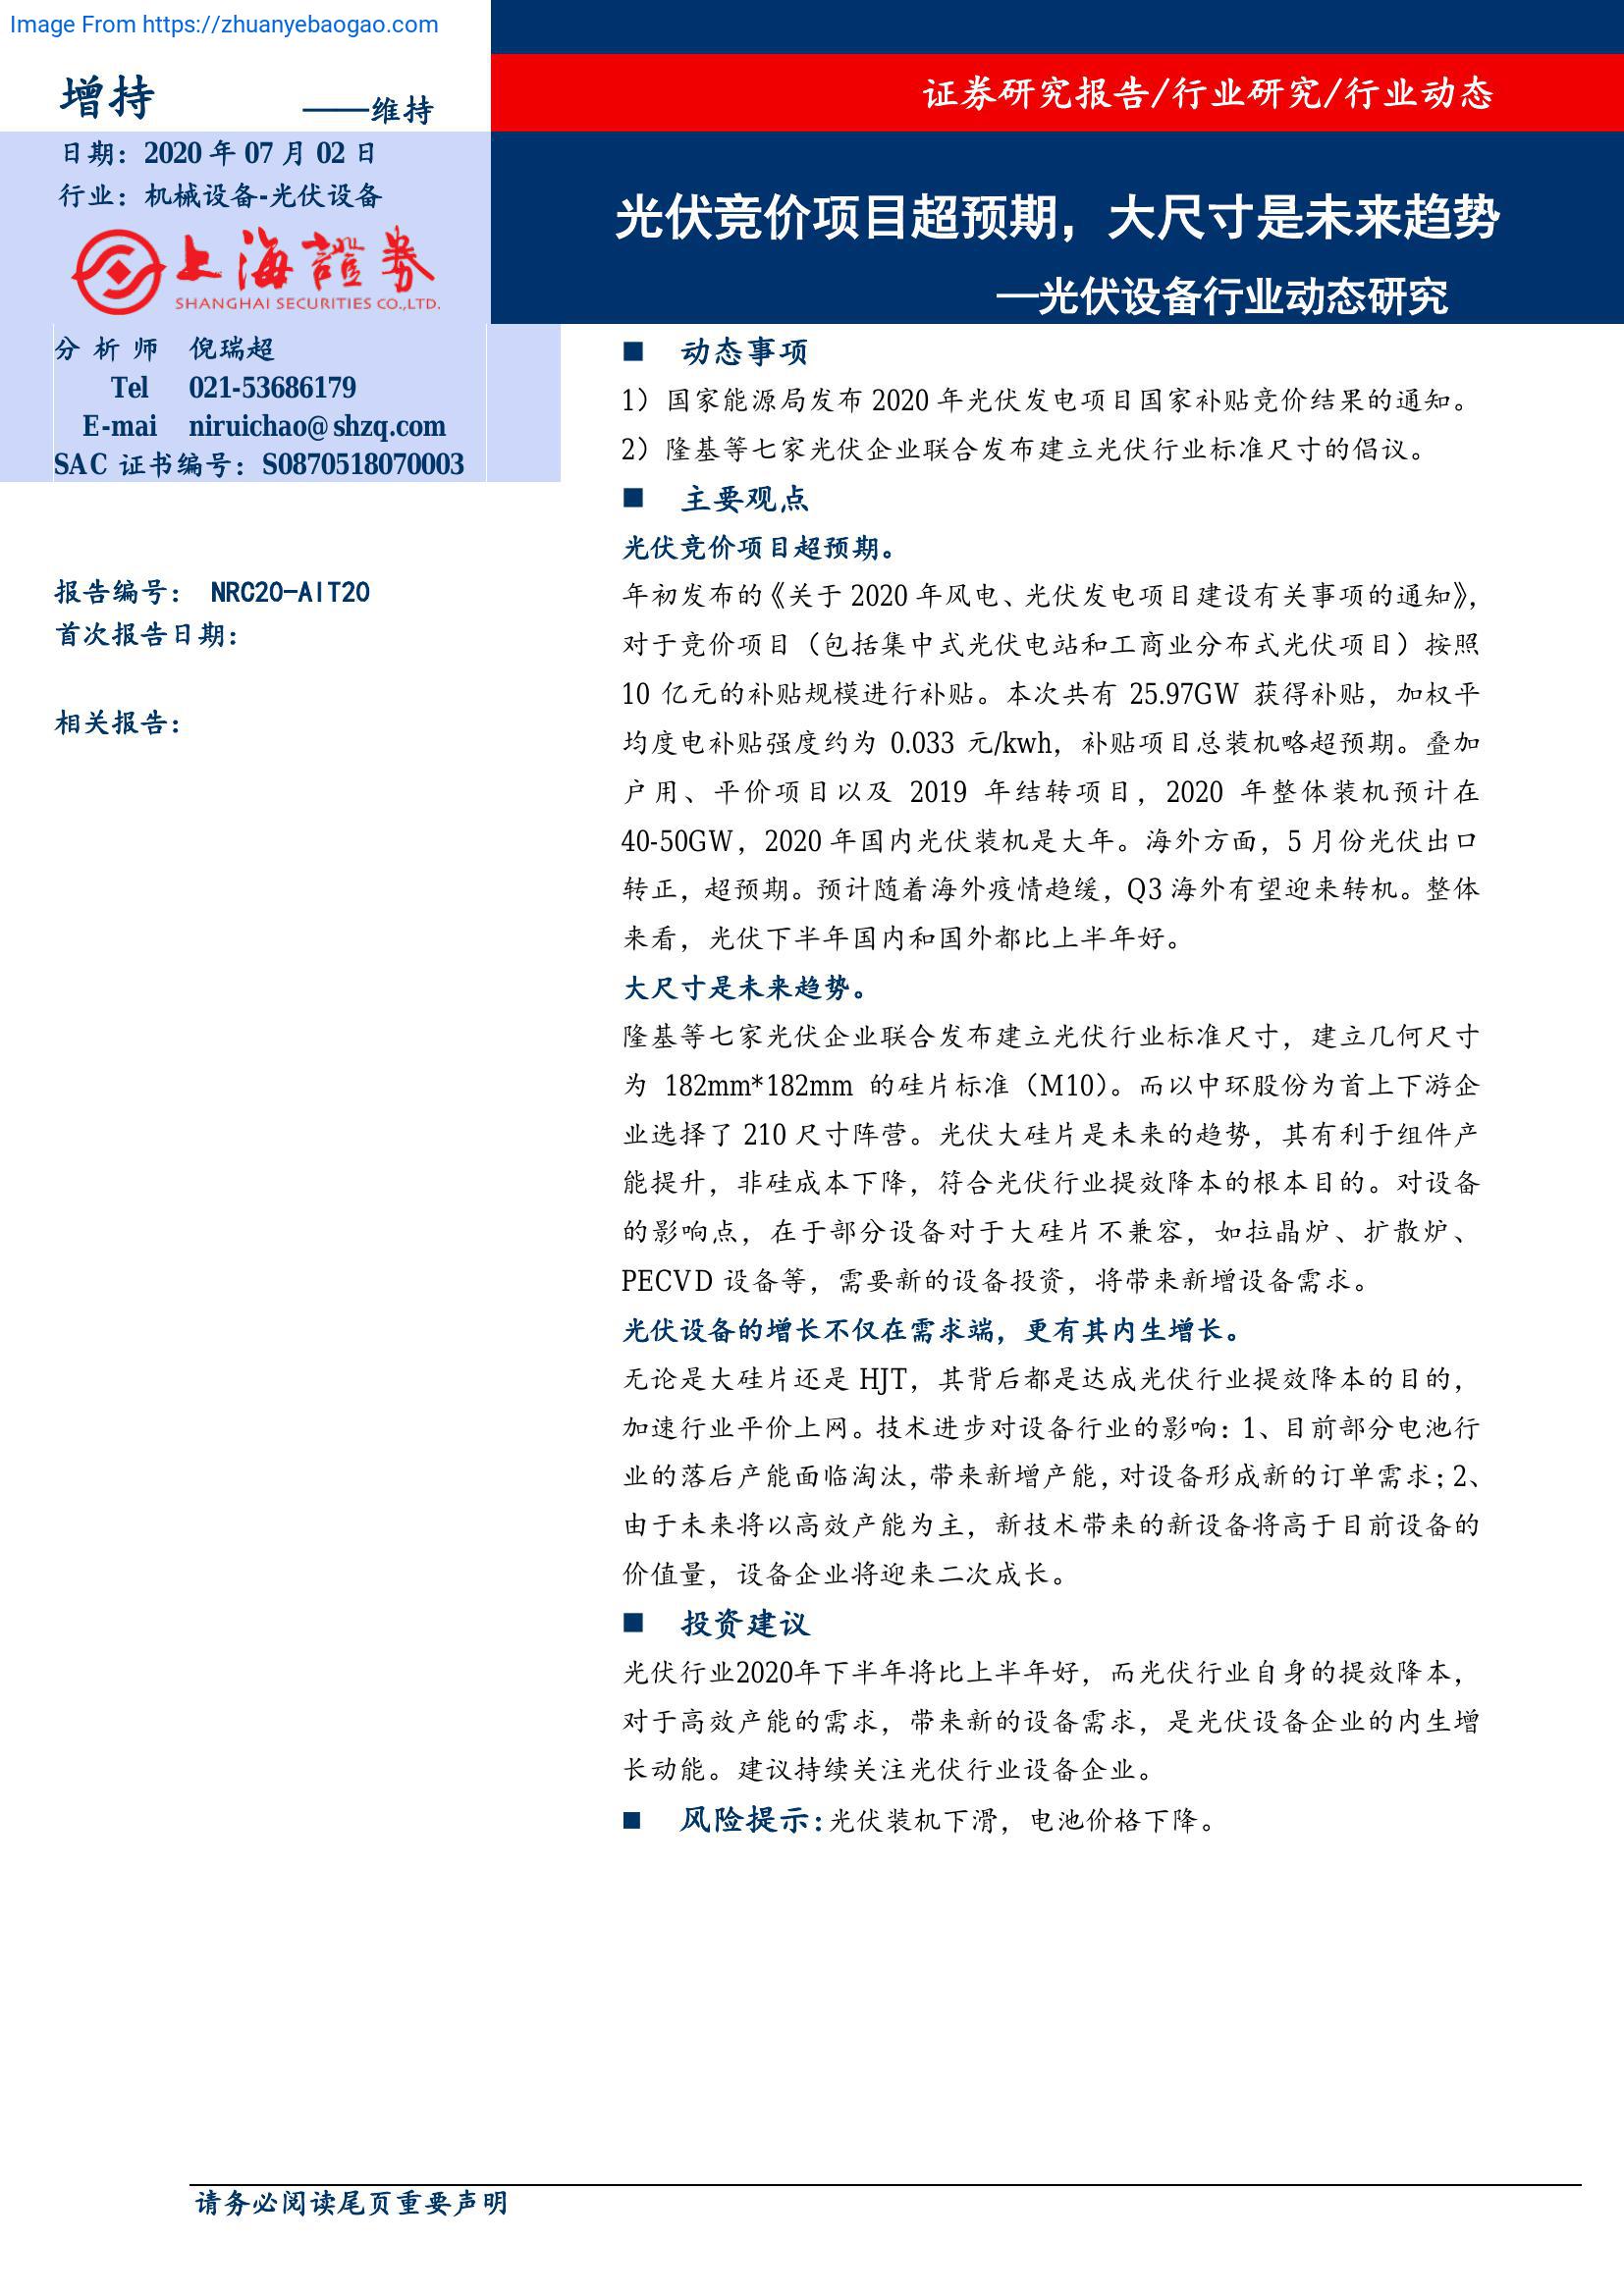 Image From https://zhuanyebaogao.com
增持 ——维持
证券研究报告/行业研究/行业动态
日期：2020 年 07 月 02 日
行业：机械设备-光伏设备
上海證券
SHANGHAI SECURITIES CO.,LTD.
光伏竞价项目超预期，大尺寸是未来趋势
—光伏设备行业动态研究
分 析 师 倪瑞超
Tel 021-53686179
E-mai niruichao@shzq.com
SAC 证书编号：S0870518070003
报告编号： NRC20-AIT20
首次报告日期：
相关报告：
■ 动态事项
1）国家能源局发布 2020 年光伏发电项目国家补贴竞价结果的通知。
2）隆基等七家光伏企业联合发布建立光伏行业标准尺寸的倡议。
■ 主要观点
光伏竞价项目超预期。
年初发布的《关于 2020 年风电、光伏发电项目建设有关事项的通知》，
对于竞价项目（包括集中式光伏电站和工商业分布式光伏项目）按照
10 亿元的补贴规模进行补贴。本次共有 25.97GW 获得补贴，加权平
均度电补贴强度约为 0.033 元/kwh，补贴项目总装机略超预期。叠加
户用、平价项目以及 2019 年结转项目，2020 年整体装机预计在
40-50GW，2020 年国内光伏装机是大年。海外方面，5 月份光伏出口
转正，超预期。预计随着海外疫情趋缓，Q3 海外有望迎来转机。整体
来看，光伏下半年国内和国外都比上半年好。
大尺寸是未来趋势。
隆基等七家光伏企业联合发布建立光伏行业标准尺寸，建立几何尺寸
为 182mm*182mm 的硅片标准（M10）。而以中环股份为首上下游企
业选择了 210 尺寸阵营。光伏大硅片是未来的趋势，其有利于组件产
能提升，非硅成本下降，符合光伏行业提效降本的根本目的。对设备
的影响点，在于部分设备对于大硅片不兼容，如拉晶炉、扩散炉、
PECVD 设备等，需要新的设备投资，将带来新增设备需求。
光伏设备的增长不仅在需求端，更有其内生增长。
无论是大硅片还是 HJT，其背后都是达成光伏行业提效降本的目的，
加速行业平价上网。技术进步对设备行业的影响：1、目前部分电池行
业的落后产能面临淘汰，带来新增产能，对设备形成新的订单需求；2、
由于未来将以高效产能为主，新技术带来的新设备将高于目前设备的
价值量，设备企业将迎来二次成长。
■ 投资建议
光伏行业2020年下半年将比上半年好，而光伏行业自身的提效降本，
对于高效产能的需求，带来新的设备需求，是光伏设备企业的内生增
长动能。建议持续关注光伏行业设备企业。
■ 风险提示：光伏装机下滑，电池价格下降。
请务必阅读尾页重要声明